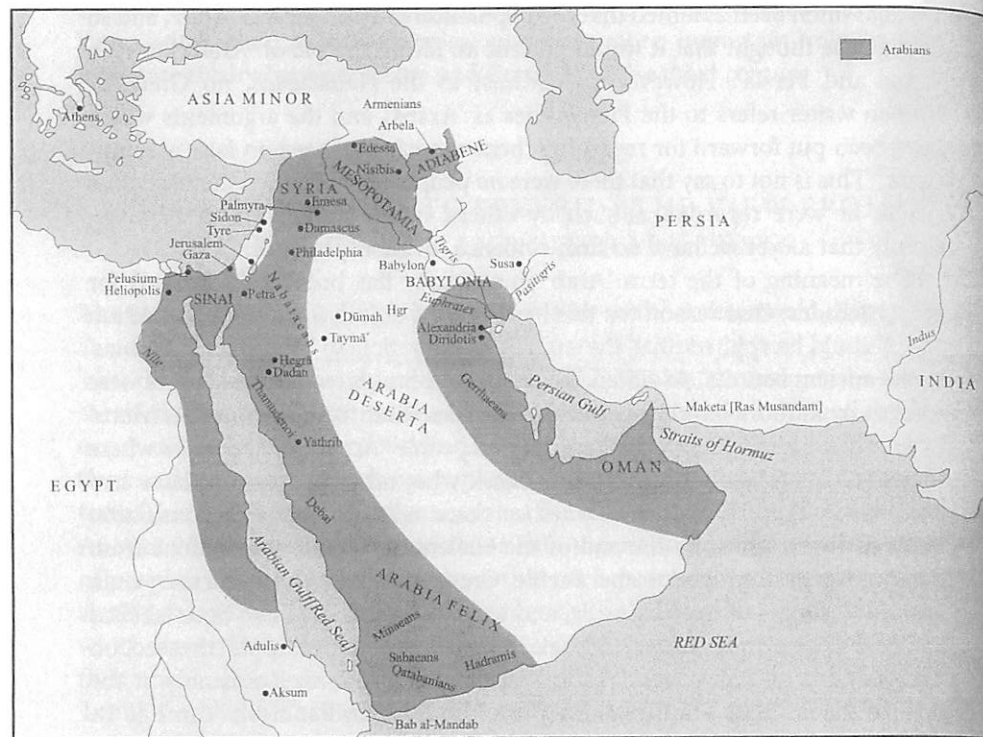 Arabians
ASIA MINOR
Athens
Armenians
Arbela
Edessa
Nisibis
ADIABENE
MESOPOTAMIA
SYRIA
Emesa
Palmyra
Sidon
Tyre
Damascus
Jerusalem
Gaza
Philadelphia
Pelusium
Heliopolis
SINAI
Petra
Nabataeans
Tigris
PERSIA
Babylon
Susa
BABYLONIA
Pasitigris
Euphrates
Alexandria
Diridotis
Dūmah
Hgr
Taymā'
Nile
Hegra
Dadan
Thamudenoi
Yathrib
ARABIA
DESERTA
Gerrhaeans
Persian Gulf
Maketa [Ras Musandam]
Straits of Hormuz
OMAN
Indus
INDIA
EGYPT
Debai
Arabian Gulf[Red Sea]
ARABIA FELIX
Minaeans
Sabaeans
Qatabanians
Hadramis
RED SEA
Adults
Aksum
Bab al-Mandab